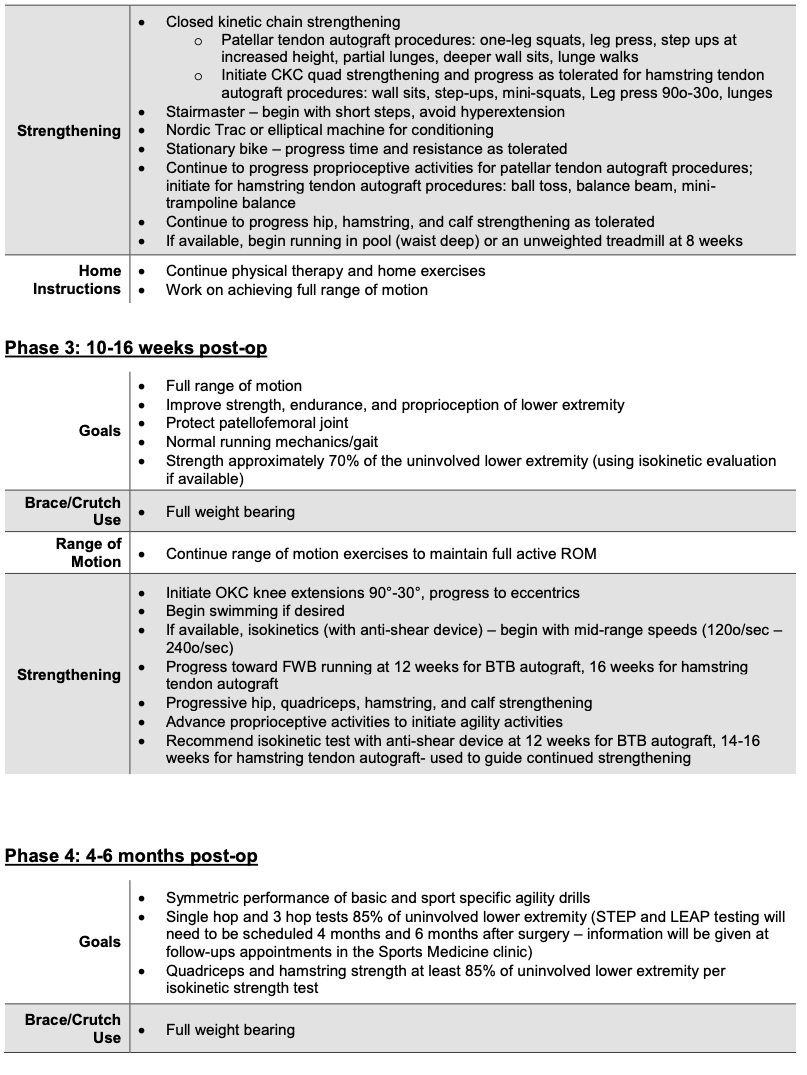 Strengthening
• Closed kinetic chain strengthening
o Patellar tendon autograft procedures: one-leg squats, leg press, step ups at
increased height, partial lunges, deeper wall sits, lunge walks
o Initiate CKC quad strengthening and progress as tolerated for hamstring tendon
autograft procedures: wall sits, step-ups, mini-squats, Leg press 90o-30o, lunges
• Stairmaster – begin with short steps, avoid hyperextension
• Nordic Trac or elliptical machine for conditioning
• Stationary bike – progress time and resistance as tolerated
• Continue to progress proprioceptive activities for patellar tendon autograft procedures;
initiate for hamstring tendon autograft procedures: ball toss, balance beam, mini-
trampoline balance
• Continue to progress hip, hamstring, and calf strengthening as tolerated
• If available, begin running in pool (waist deep) or an unweighted treadmill at 8 weeks
Home
Instructions
• Continue physical therapy and home exercises
• Work on achieving full range of motion
Phase 3: 10-16 weeks post-op
Goals
• Full range of motion
• Improve strength, endurance, and proprioception of lower extremity
• Protect patellofemoral joint
• Normal running mechanics/gait
• Strength approximately 70% of the uninvolved lower extremity (using isokinetic evaluation
if available)
Brace/Crutch
Use
• Full weight bearing
Range of
Motion
• Continue range of motion exercises to maintain full active ROM
Strengthening
• Initiate OKC knee extensions 90°-30°, progress to eccentrics
• Begin swimming if desired
• If available, isokinetics (with anti-shear device) – begin with mid-range speeds (120o/sec –
240o/sec)
• Progress toward FWB running at 12 weeks for BTB autograft, 16 weeks for hamstring
tendon autograft
• Progressive hip, quadriceps, hamstring, and calf strengthening
• Advance proprioceptive activities to initiate agility activities
• Recommend isokinetic test with anti-shear device at 12 weeks for BTB autograft, 14-16
weeks for hamstring tendon autograft- used to guide continued strengthening
Phase 4: 4-6 months post-op
Goals
• Symmetric performance of basic and sport specific agility drills
• Single hop and 3 hop tests 85% of uninvolved lower extremity (STEP and LEAP testing will
need to be scheduled 4 months and 6 months after surgery – information will be given at
follow-ups appointments in the Sports Medicine clinic)
• Quadriceps and hamstring strength at least 85% of uninvolved lower extremity per
isokinetic strength test
Brace/Crutch
Use
• Full weight bearing